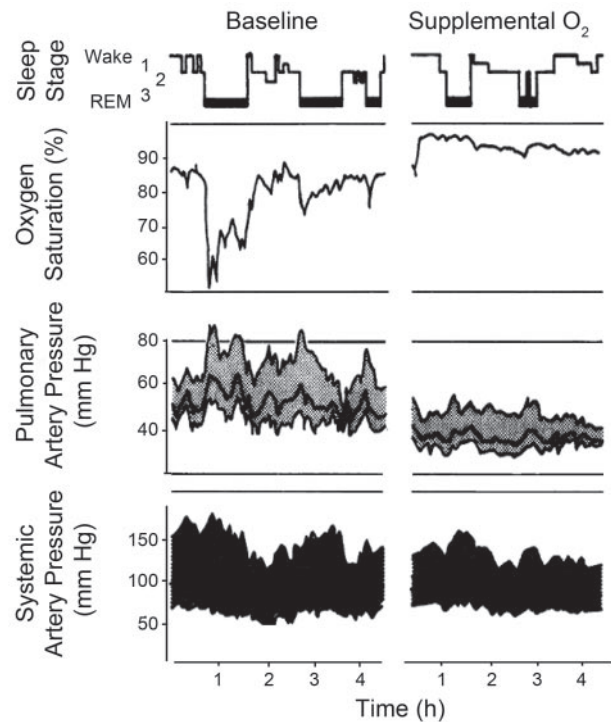 Baseline
Supplemental O₂
Sleep
Stage
Wake
1
2
3
REM
Oxygen
Saturation (%)
90
80
70
60
Pulmonary
Artery Pressure
(mm Hg)
80
60
40
Systemic
Artery Pressure
(mm Hg)
150
100
50
1 2 3 4
1 2 3 4
Time (h)